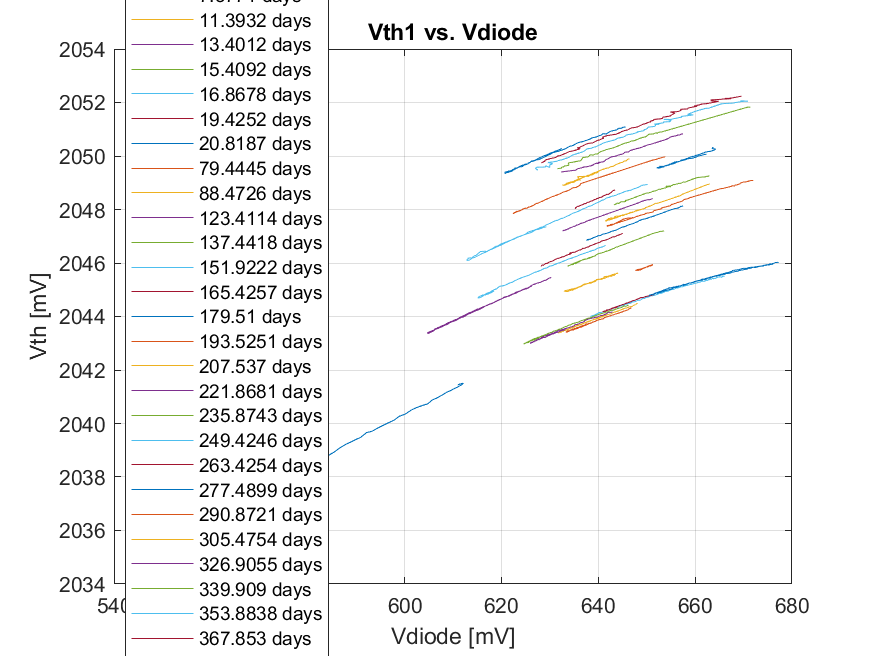 11.3932 days
13.4012 days
15.4092 days
16.8678 days
19.4252 days
20.8187 days
79.4445 days
88.4726 days
123.4114 days
137.4418 days
151.9222 days
165.4257 days
179.51 days
193.5251 days
207.537 days
221.8681 days
235.8743 days
249.4246 days
263.4254 days
277.4899 days
290.8721 days
305.4754 days
326.9055 days
339.909 days
353.8838 days
367.853 days
Vth1 vs. Vdiode
2054
2052
2050
2048
2046
2044
2042
2040
2038
2036
2034
Vth [mV]
540 600 620 640 660 680
Vdiode [mV]